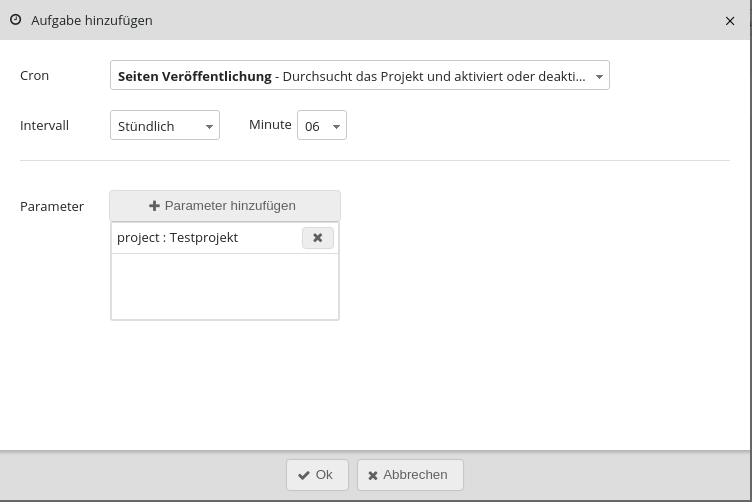 Aufgabe hinzufügen
Cron
Seiten Veröffentlichung - Durchsucht das Projekt und aktiviert oder deakti...
Intervall
Stündlich
Minute
06
Parameter
Parameter hinzufügen
project : Testprojekt
Ok
Abbrechen